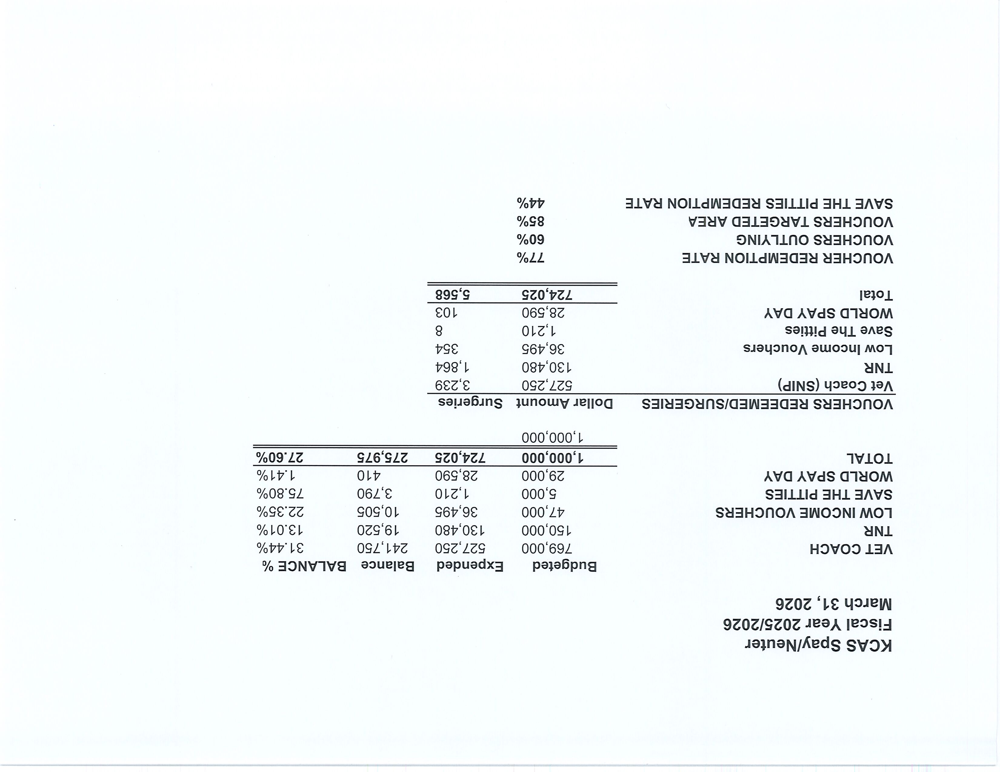 KCAS Spay/Neuter
Fiscal Year 2025/2026
March 31, 2026
Budgeted Expended Balance BALANCE %
VET COACH 769,000 527,250 241,750 31.44%
TNR 150,000 130,480 19,520 13.01%
LOW INCOME VOUCHERS 47,000 36,495 10,505 22.35%
SAVE THE PITTIES 5,000 1,210 3,790 75.80%
WORLD SPAY DAY 29,000 28,590 410 1.41%
TOTAL 1,000,000 724,025 275,975 27.60%
1,000,000
VOUCHERS REDEEMED/SURGERIES Dollar Amount Surgeries
Vet Coach (SNIP) 527,250 3,239
TNR 130,480 1,864
Low Income Vouchers 36,495 354
Save The Pitties 1,210 8
WORLD SPAY DAY 28,590 103
Total 724,025 5,568
VOUCHER REDEMPTION RATE 77%
VOUCHERS OUTLYING 60%
VOUCHERS TARGETED AREA 85%
SAVE THE PITTIES REDEMPTION RATE 44%